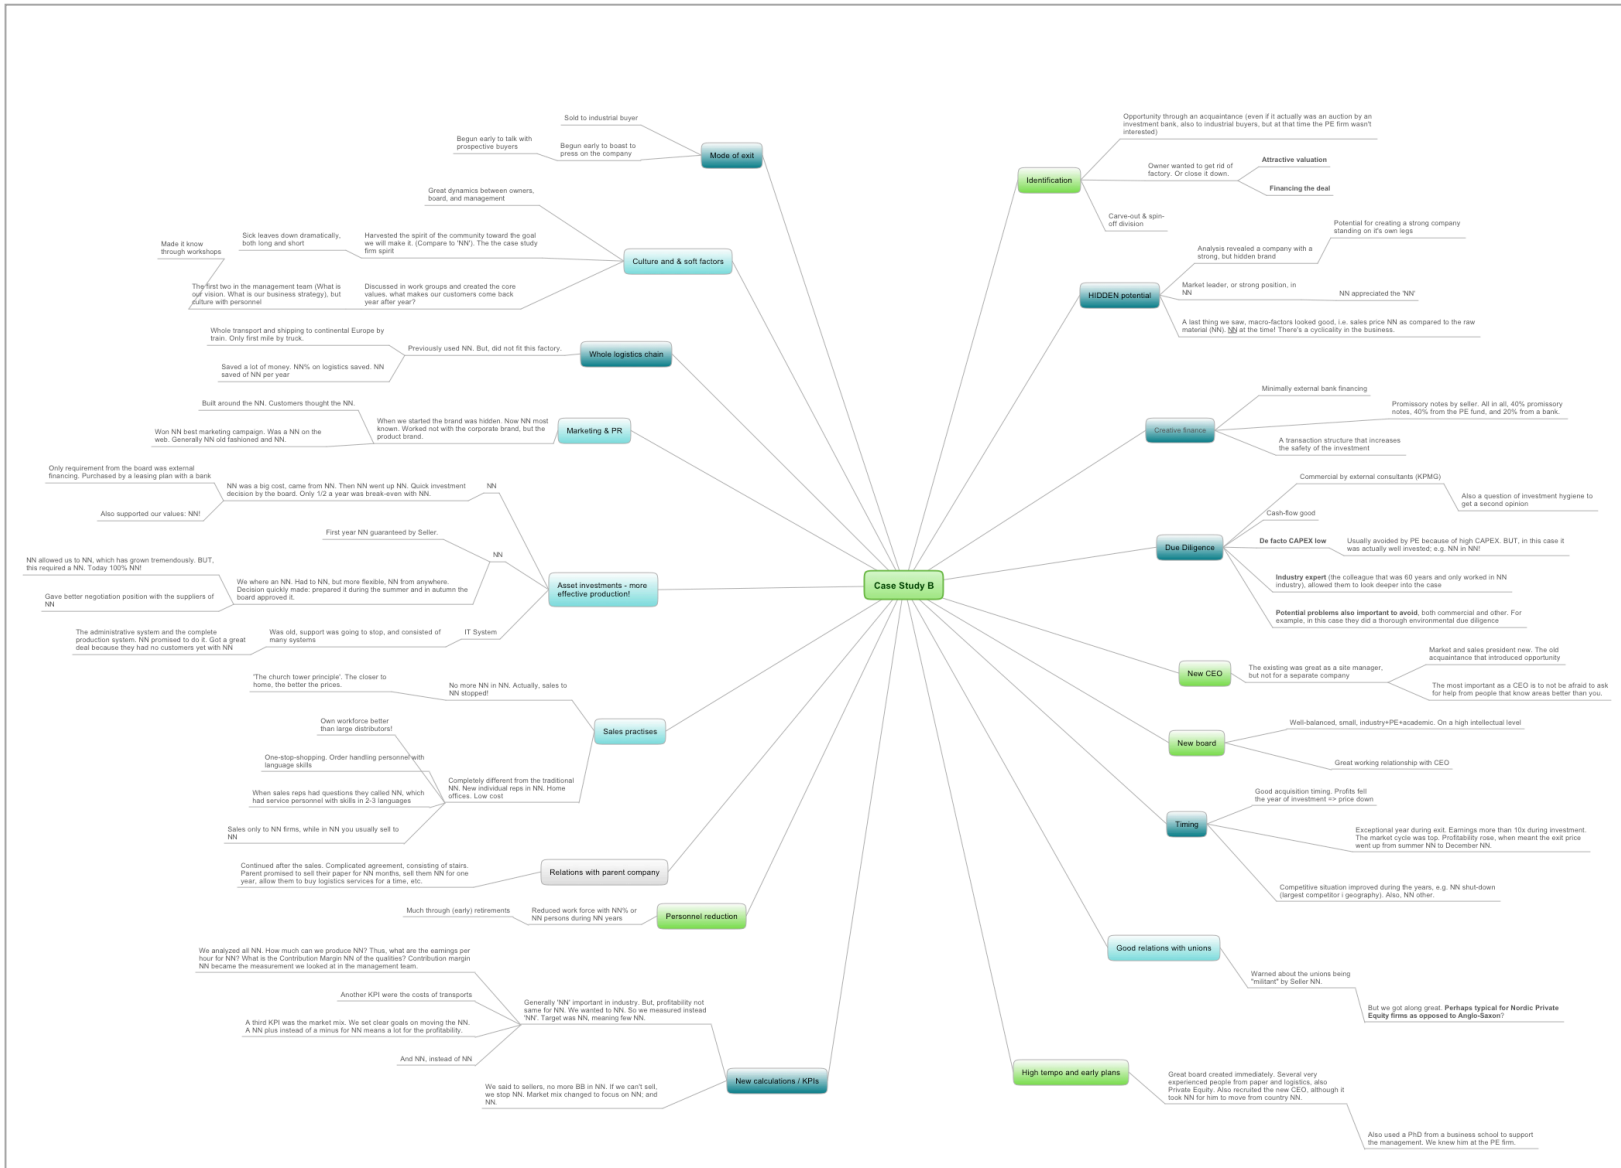 Case Study B
Identification
Opportunity through an acquaintance (even if it actually was an auction by an
investment bank, also to industrial buyers, but at that time the PE firm wasn't
interested)
Owner wanted to get rid of
factory. Or close it down.
Attractive valuation
Financing the deal
Carve-out & spin-
off division
HIDDEN potential
Analysis revealed a company with a
strong, but hidden brand
Potential for creating a strong company
standing on it's own legs
Market leader, or strong position, in
NN
NN appreciated the 'NN'
A last thing we saw, macro-factors looked good, i.e. sales price NN as compared to the raw
material (NN). NN at the time! There's a cyclicality in the business.
Creative finance
Minimally external bank financing
Promissory notes by seller. All in all, 40% promissory
notes, 40% from the PE fund, and 20% from a bank.
A transaction structure that increases
the safety of the investment
Due Diligence
Commercial by external consultants (KPMG)
Also a question of investment hygiene to
get a second opinion
Cash-flow good
De facto CAPEX low
Usually avoided by PE because of high CAPEX. BUT, in this case it
was actually well invested; e.g. NN in NN!
Industry expert (the colleague that was 60 years and only worked in NN
industry), allowed them to look deeper into the case
Potential problems also important to avoid, both commercial and other. For
example, in this case they did a thorough environmental due diligence
New CEO
The existing was great as a site manager,
but not for a separate company
Market and sales president new. The old
acquaintance that introduced opportunity
The most important as a CEO is to not be afraid to ask
for help from people that know areas better than you.
New board
Well-balanced, small, industry+PE+academic. On a high intellectual level
Great working relationship with CEO
Timing
Good acquisition timing. Profits fell
the year of investment => price down
Exceptional year during exit. Earnings more than 10x during investment.
The market cycle was top. Profitability rose, when meant the exit price
went up from summer NN to December NN.
Competitive situation improved during the years, e.g. NN shut-down
(largest competitor i geography). Also, NN other.
Good relations with unions
Warned about the unions being
"militant" by Seller NN.
But we got along great. Perhaps typical for Nordic Private
Equity firms as opposed to Anglo-Saxon?
High tempo and early plans
Great board created immediately. Several very
experienced people from paper and logistics, also
Private Equity. Also recruited the new CEO, although it
took NN for him to move from country NN.
Also used a PhD from a business school to support
the management. We knew him at the PE firm.
Mode of exit
Sold to industrial buyer
Begun early to boast to
press on the company
Begun early to talk with
prospective buyers
Culture and & soft factors
Great dynamics between owners,
board, and management
Harvested the spirit of the community toward the goal
we will make it. (Compare to 'NN'). The the case study
firm spirit
Sick leaves down dramatically,
both long and short
Discussed in work groups and created the core
values, what makes our customers come back
year after year?
The first two in the management team (What is
our vision. What is our business strategy), but
culture with personnel
Made it know
through workshops
Whole logistics chain
Previously used NN. But, did not fit this factory.
Whole transport and shipping to continental Europe by
train. Only first mile by truck.
Saved a lot of money. NN% on logistics saved. NN
saved of NN per year
Marketing & PR
When we started the brand was hidden. Now NN most
known. Worked not with the corporate brand, but the
product brand.
Built around the NN. Customers thought the NN.
Won NN best marketing campaign. Was a NN on the
web. Generally NN old fashioned and NN.
Asset investments - more
effective production!
NN
NN was a big cost, came from NN. Then NN went up NN. Quick investment
decision by the board. Only 1/2 a year was break-even with NN.
Only requirement from the board was external
financing. Purchased by a leasing plan with a bank
Also supported our values: NN!
NN
First year NN guaranteed by Seller.
We where an NN. Had to NN, but more flexible, NN from anywhere.
Decision quickly made: prepared it during the summer and in autumn the
board approved it.
NN allowed us to NN, which has grown tremendously. BUT,
this required a NN. Today 100% NN!
Gave better negotiation position with the suppliers of
NN
IT System
Was old, support was going to stop, and consisted of
many systems
The administrative system and the complete
production system. NN promised to do it. Got a great
deal because they had no customers yet with NN
Sales practises
No more NN in NN. Actually, sales to
NN stopped!
'The church tower principle'. The closer to
home, the better the prices.
Completely different from the traditional
NN. New individual reps in NN. Home
offices. Low cost
Own workforce better
than large distributors!
One-stop-shopping. Order handling personnel with
language skills
When sales reps had questions they called NN, which
had service personnel with skills in 2-3 languages
Sales only to NN firms, while in NN you usually sell to
NN
Relations with parent company
Continued after the sales. Complicated agreement, consisting of stairs.
Parent promised to sell their paper for NN months, sell them NN for one
year, allow them to buy logistics services for a time, etc.
Personnel reduction
Reduced work force with NN% or
NN persons during NN years
Much through (early) retirements
New calculations / KPIs
Generally 'NN' important in industry. But, profitability not
same for NN. We wanted to NN. So we measured instead
'NN'. Target was NN, meaning few NN.
We analyzed all NN. How much can we produce NN? Thus, what are the earnings per
hour for NN? What is the Contribution Margin NN of the qualities? Contribution margin
NN became the measurement we looked at in the management team.
Another KPI were the costs of transports
A third KPI was the market mix. We set clear goals on moving the NN.
A NN plus instead of a minus for NN means a lot for the profitability.
And NN, instead of NN
We said to sellers, no more BB in NN. If we can't sell,
we stop NN. Market mix changed to focus on NN, and
NN.